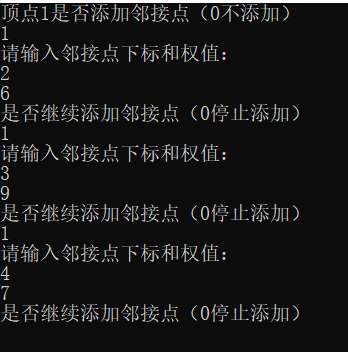 顶点1是否添加邻接点（0不添加）
1
请输入邻接点下标和权值：
2
6
是否继续添加邻接点（0停止添加）
1
请输入邻接点下标和权值：
3
9
是否继续添加邻接点（0停止添加）
1
请输入邻接点下标和权值：
4
7
是否继续添加邻接点（0停止添加）